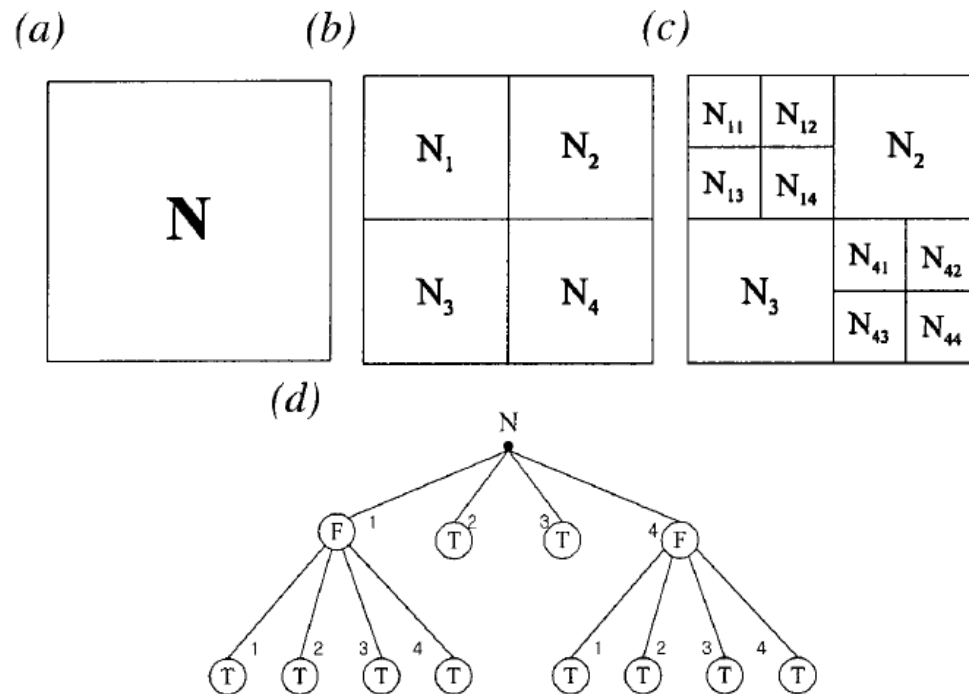 (a) (b) (c)
N
N1 N2
N3 N4
N11 N12
N13 N14
N2
N3
N41 N42
N43 N44
(d)
N
F 1 T 2 3 T 4 F
T 1 T 2 3 T 4 T T 1 T 2 T 3 4 T